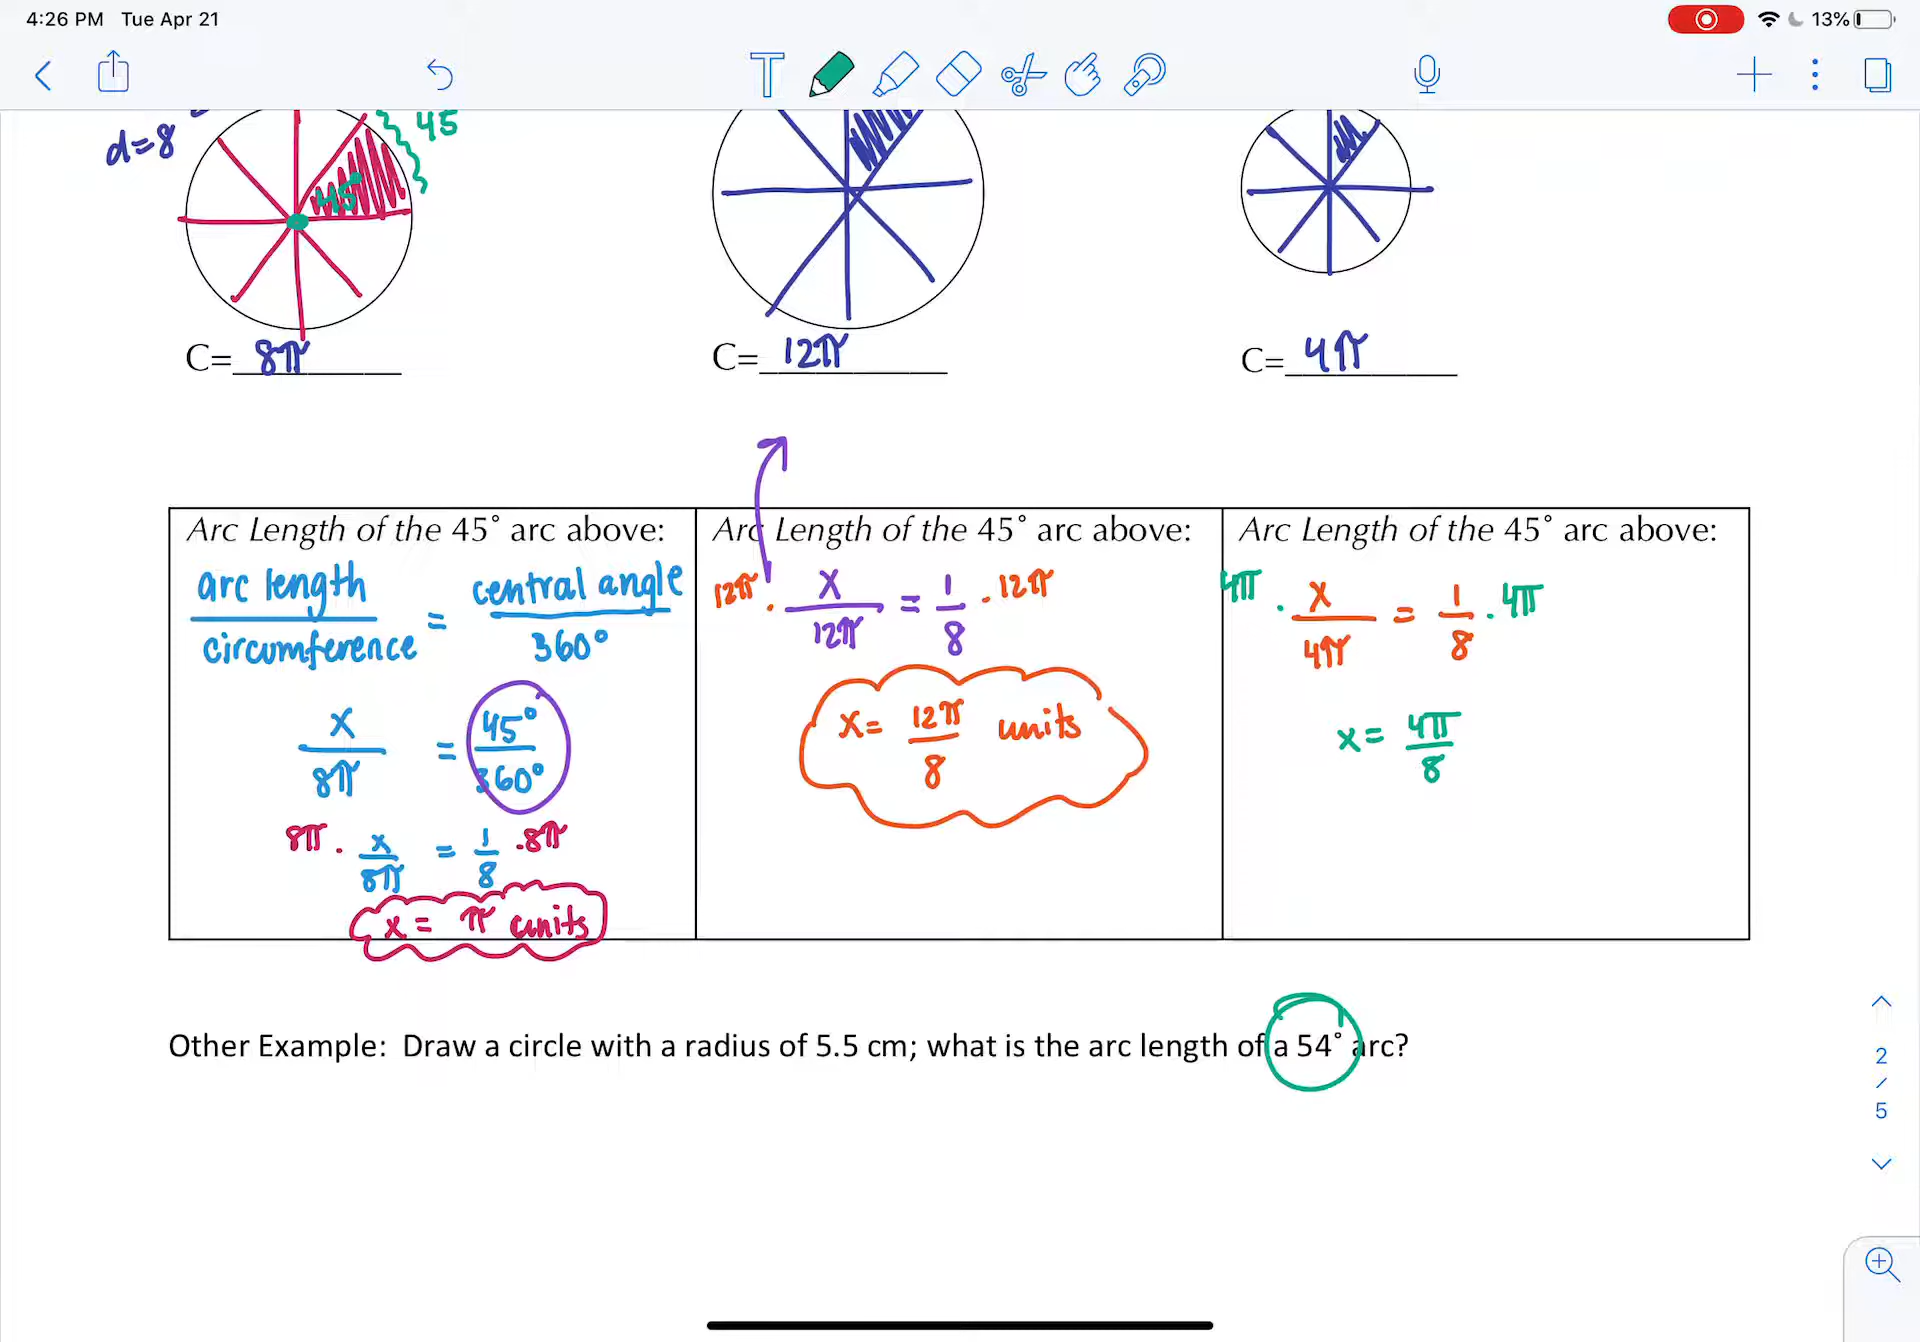 4:26 PM Tue Apr 21
13%
T
d=8
45
45°
C= 8π
C= 12π
C= 4π
Arc Length of the 45° arc above:
arc length / circumference = central angle / 360°
x / 8π = 45° / 360°
8π · x / 8π = 1 / 8 · 8π
x = π units
Arc Length of the 45° arc above:
12π · x / 12π = 1 / 8 · 12π
x = 12π / 8 units
Arc Length of the 45° arc above:
4π · x / 4π = 1 / 8 · 4π
x = 4π / 8
Other Example: Draw a circle with a radius of 5.5 cm; what is the arc length of a 54° arc?
2
/
5